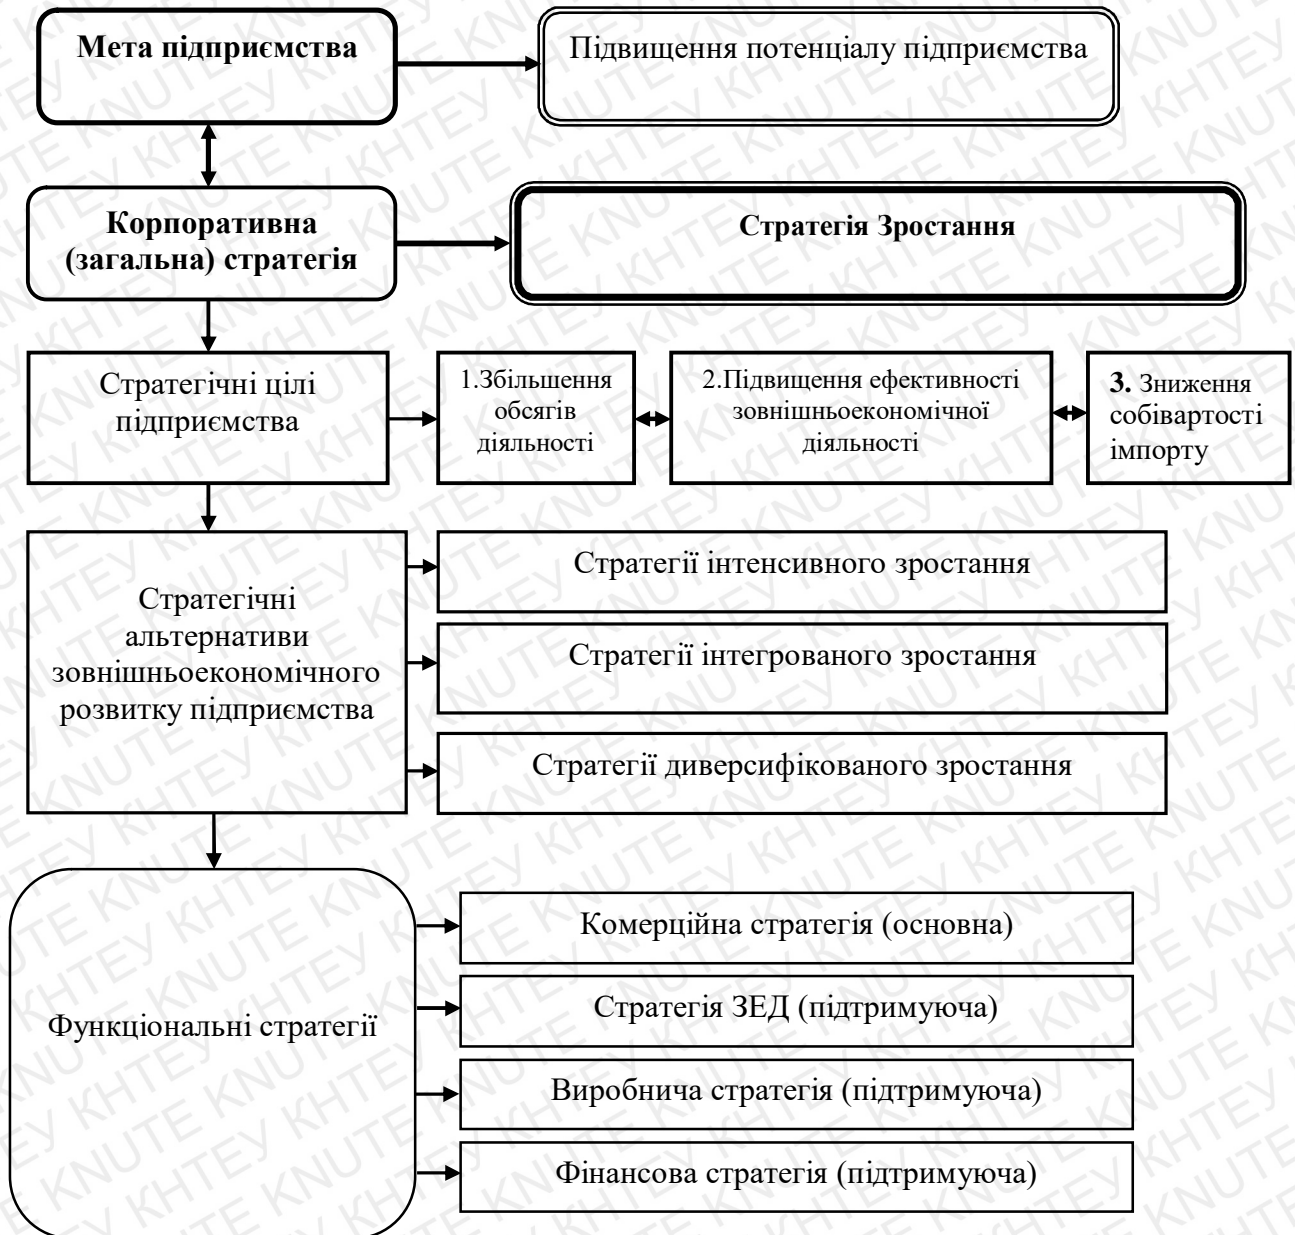 Мета підприємства
Підвищення потенціалу підприємства
Корпоративна
(загальна) стратегія
Стратегія Зростання
Стратегічні цілі
підприємства
1.Збільшення
обсягів
діяльності
2.Підвищення ефективності
зовнішньоекономічної
діяльності
3. Зниження
собівартості
імпорту
Стратегічні
альтернативи
зовнішньоекономічного
розвитку підприємства
Стратегії інтенсивного зростання
Стратегії інтегрованого зростання
Стратегії диверсифікованого зростання
Функціональні стратегії
Комерційна стратегія (основна)
Стратегія ЗЕД (підтримуюча)
Виробнича стратегія (підтримуюча)
Фінансова стратегія (підтримуюча)